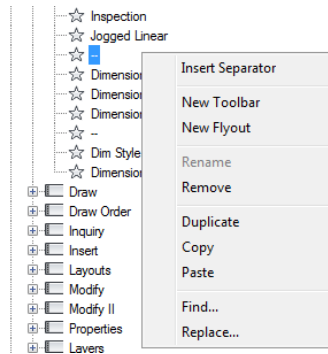 Inspection
Jogged Linear
--
Dimension
Dimension
Dimension
--
Dim Style
Dimension
Draw
Draw Order
Inquiry
Insert
Layouts
Modify
Modify II
Properties
Layers
Insert Separator
New Toolbar
New Flyout
Rename
Remove
Duplicate
Copy
Paste
Find...
Replace...